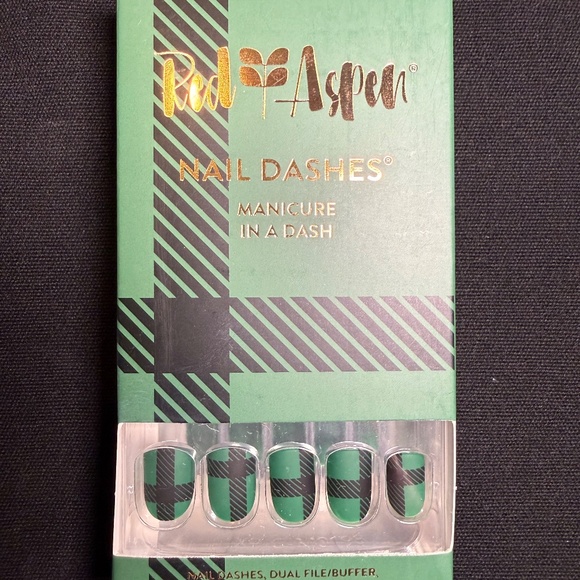 Red Aspen®
NAIL DASHES®
MANICURE
IN A DASH
NAIL DASHES, DUAL FILE/BUFFER,